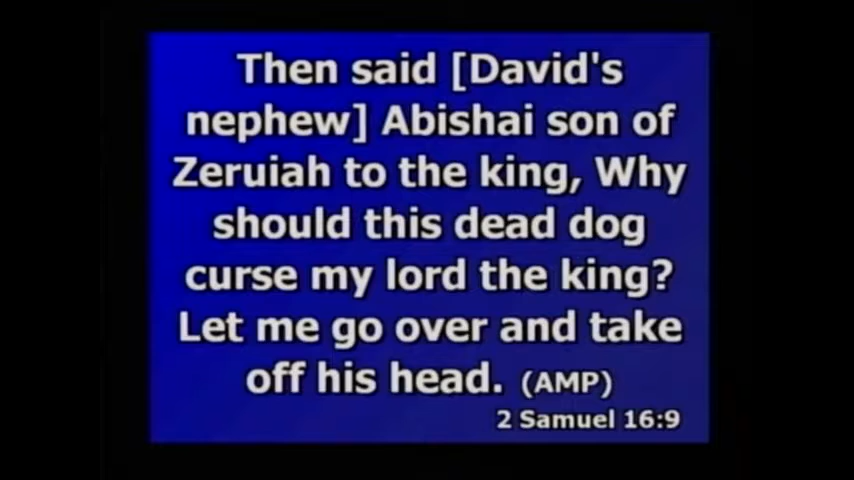 Then said [David's
nephew] Abishai son of
Zeruiah to the king, Why
should this dead dog
curse my lord the king?
Let me go over and take
off his head. (AMP)
2 Samuel 16:9